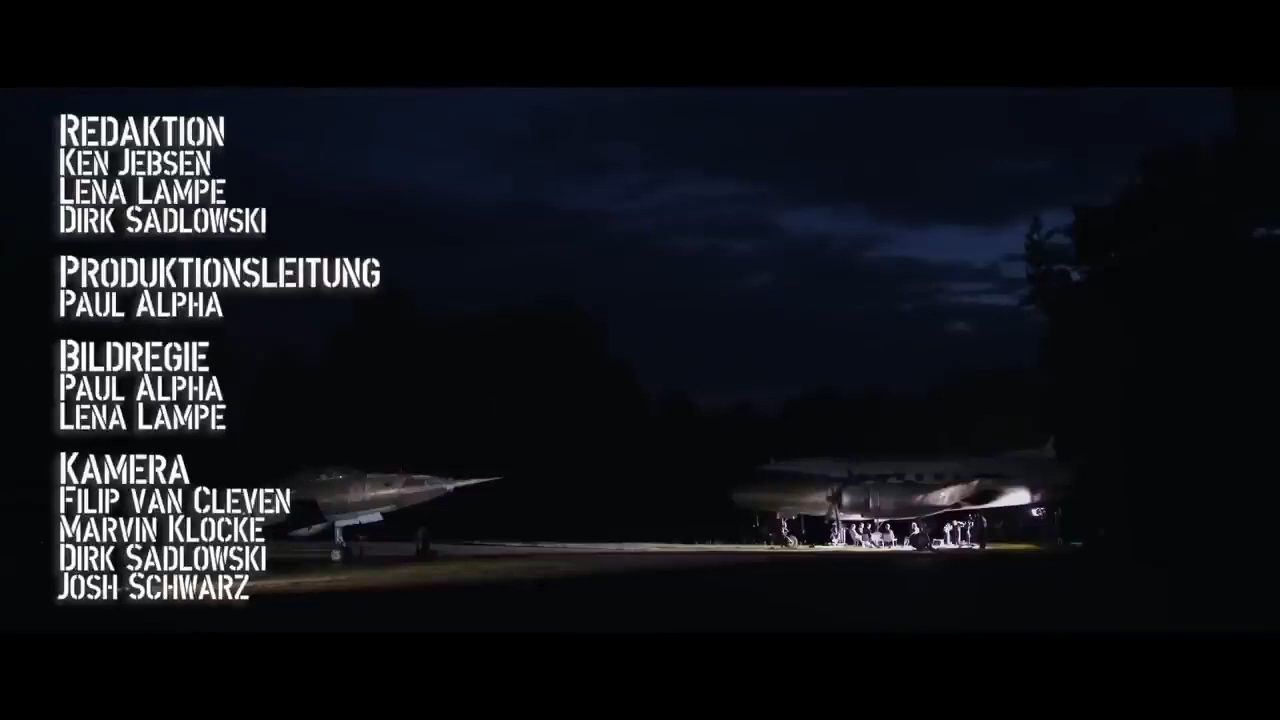 REDAKTION
KEN JEBSEN
LENA LAMPE
DIRK SADLOWSKI
PRODUKTIONSLEITUNG
PAUL ALPHA
BILDREGIE
PAUL ALPHA
LENA LAMPE
KAMERA
FILIP VAN CLEVEN
MARVIN KLOCKE
DIRK SADLOWSKI
JOSH SCHWARZ